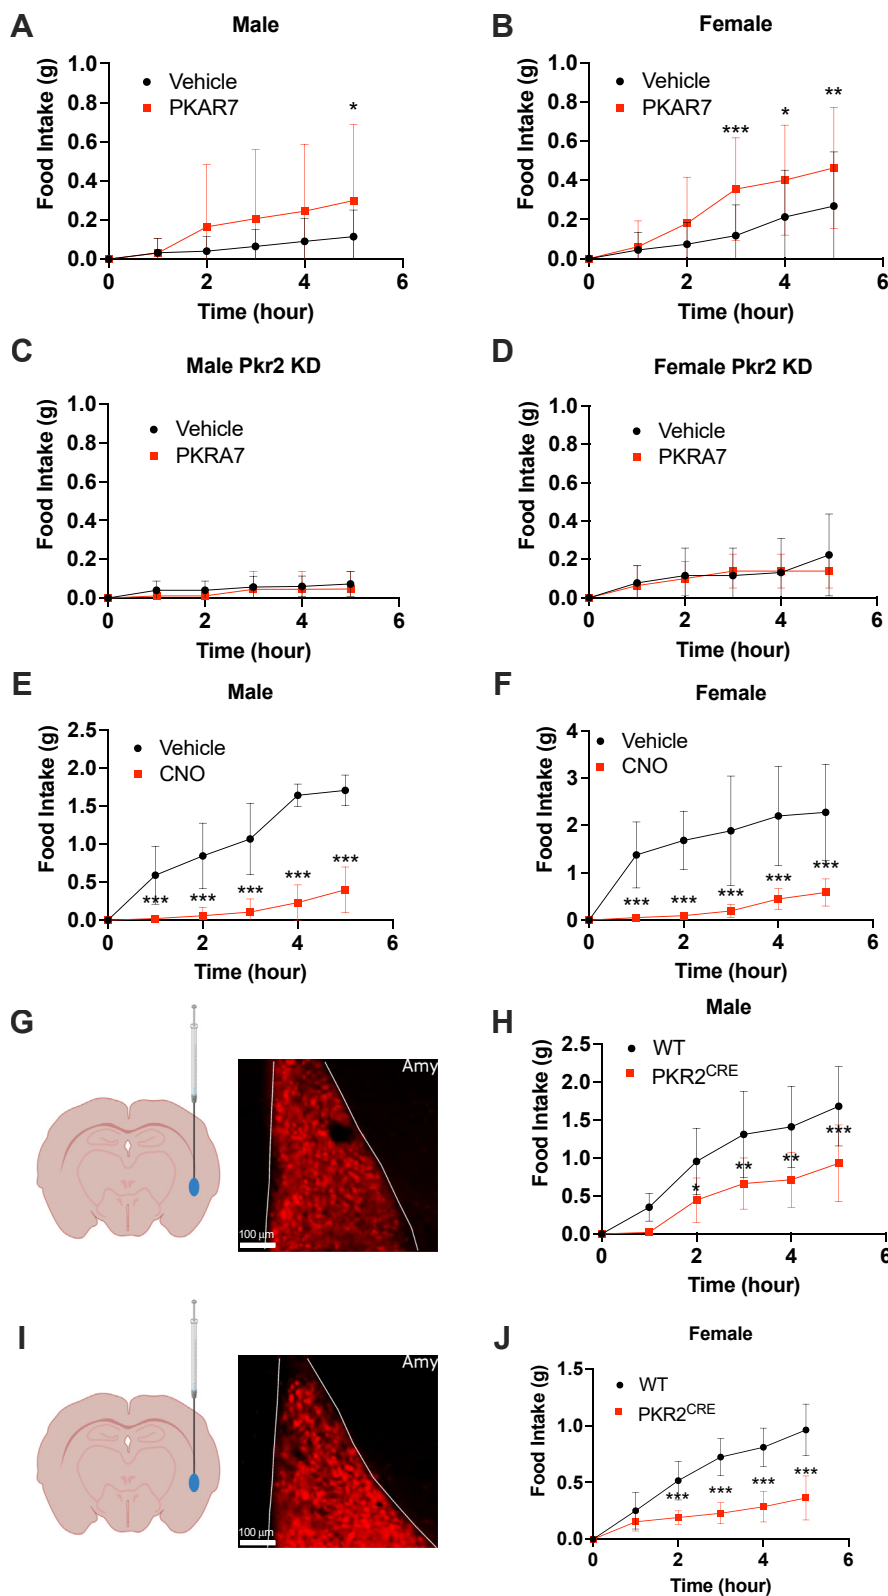 A
Male
Food Intake (g)
1.0
0.8
0.6
0.4
0.2
0.0
Vehicle
PKAR7
*
0
2
4
6
Time (hour)
B
Female
Food Intake (g)
1.0
0.8
0.6
0.4
0.2
0.0
Vehicle
PKAR7
***
*
**
0
2
4
6
Time (hour)
C
Male Pkr2 KD
Food Intake (g)
1.0
0.8
0.6
0.4
0.2
0.0
Vehicle
PKRA7
0
2
4
6
Time (hour)
D
Female Pkr2 KD
Food Intake (g)
1.0
0.8
0.6
0.4
0.2
0.0
Vehicle
PKRA7
0
2
4
6
Time (hour)
E
Male
Food Intake (g)
2.5
2.0
1.5
1.0
0.5
0.0
Vehicle
CNO
***
***
***
***
***
0
2
4
6
Time (hour)
F
Female
Food Intake (g)
4
3
2
1
0
Vehicle
CNO
***
***
***
***
***
0
2
4
6
Time (hour)
G
Amy
100 µm
H
Male
Food Intake (g)
2.5
2.0
1.5
1.0
0.5
0.0
WT
PKR2CRE
*
**
**
***
0
2
4
6
Time (hour)
I
Amy
100 µm
J
Female
Food Intake (g)
1.5
1.0
0.5
0.0
WT
PKR2CRE
***
***
***
***
0
2
4
6
Time (hour)